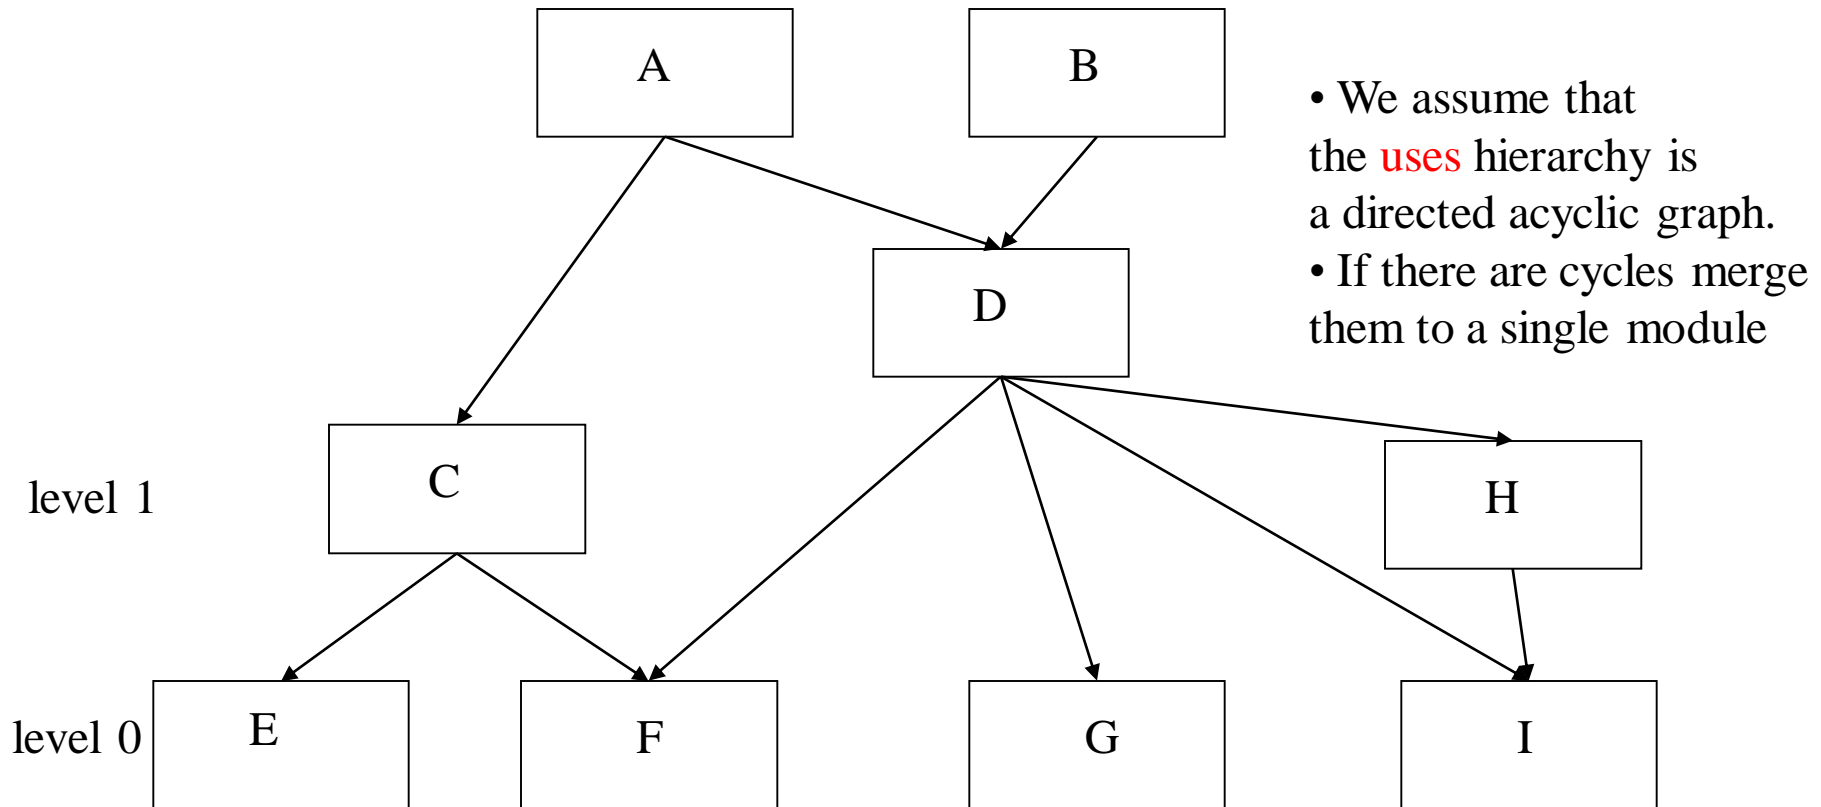 A
B
• We assume that
the uses hierarchy is
a directed acyclic graph.
• If there are cycles merge
them to a single module
D
C
H
level 1
E
F
G
I
level 0